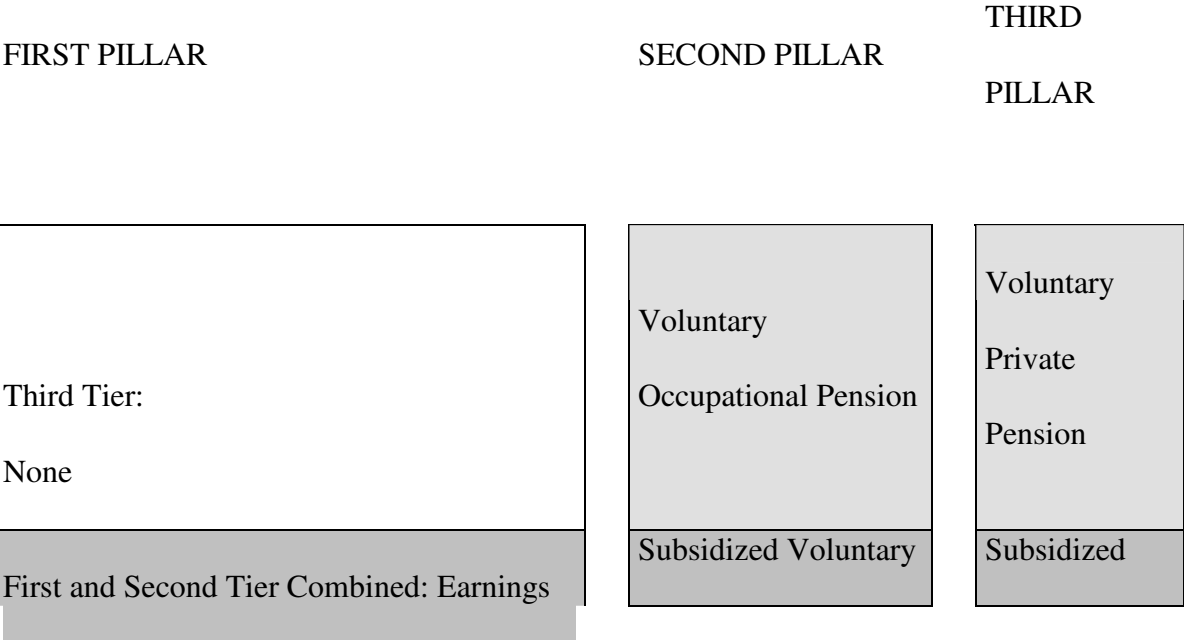 FIRST PILLAR
SECOND PILLAR
THIRD
PILLAR
Third Tier:
None
Voluntary
Occupational Pension
Voluntary
Private
Pension
First and Second Tier Combined: Earnings
Subsidized Voluntary
Subsidized